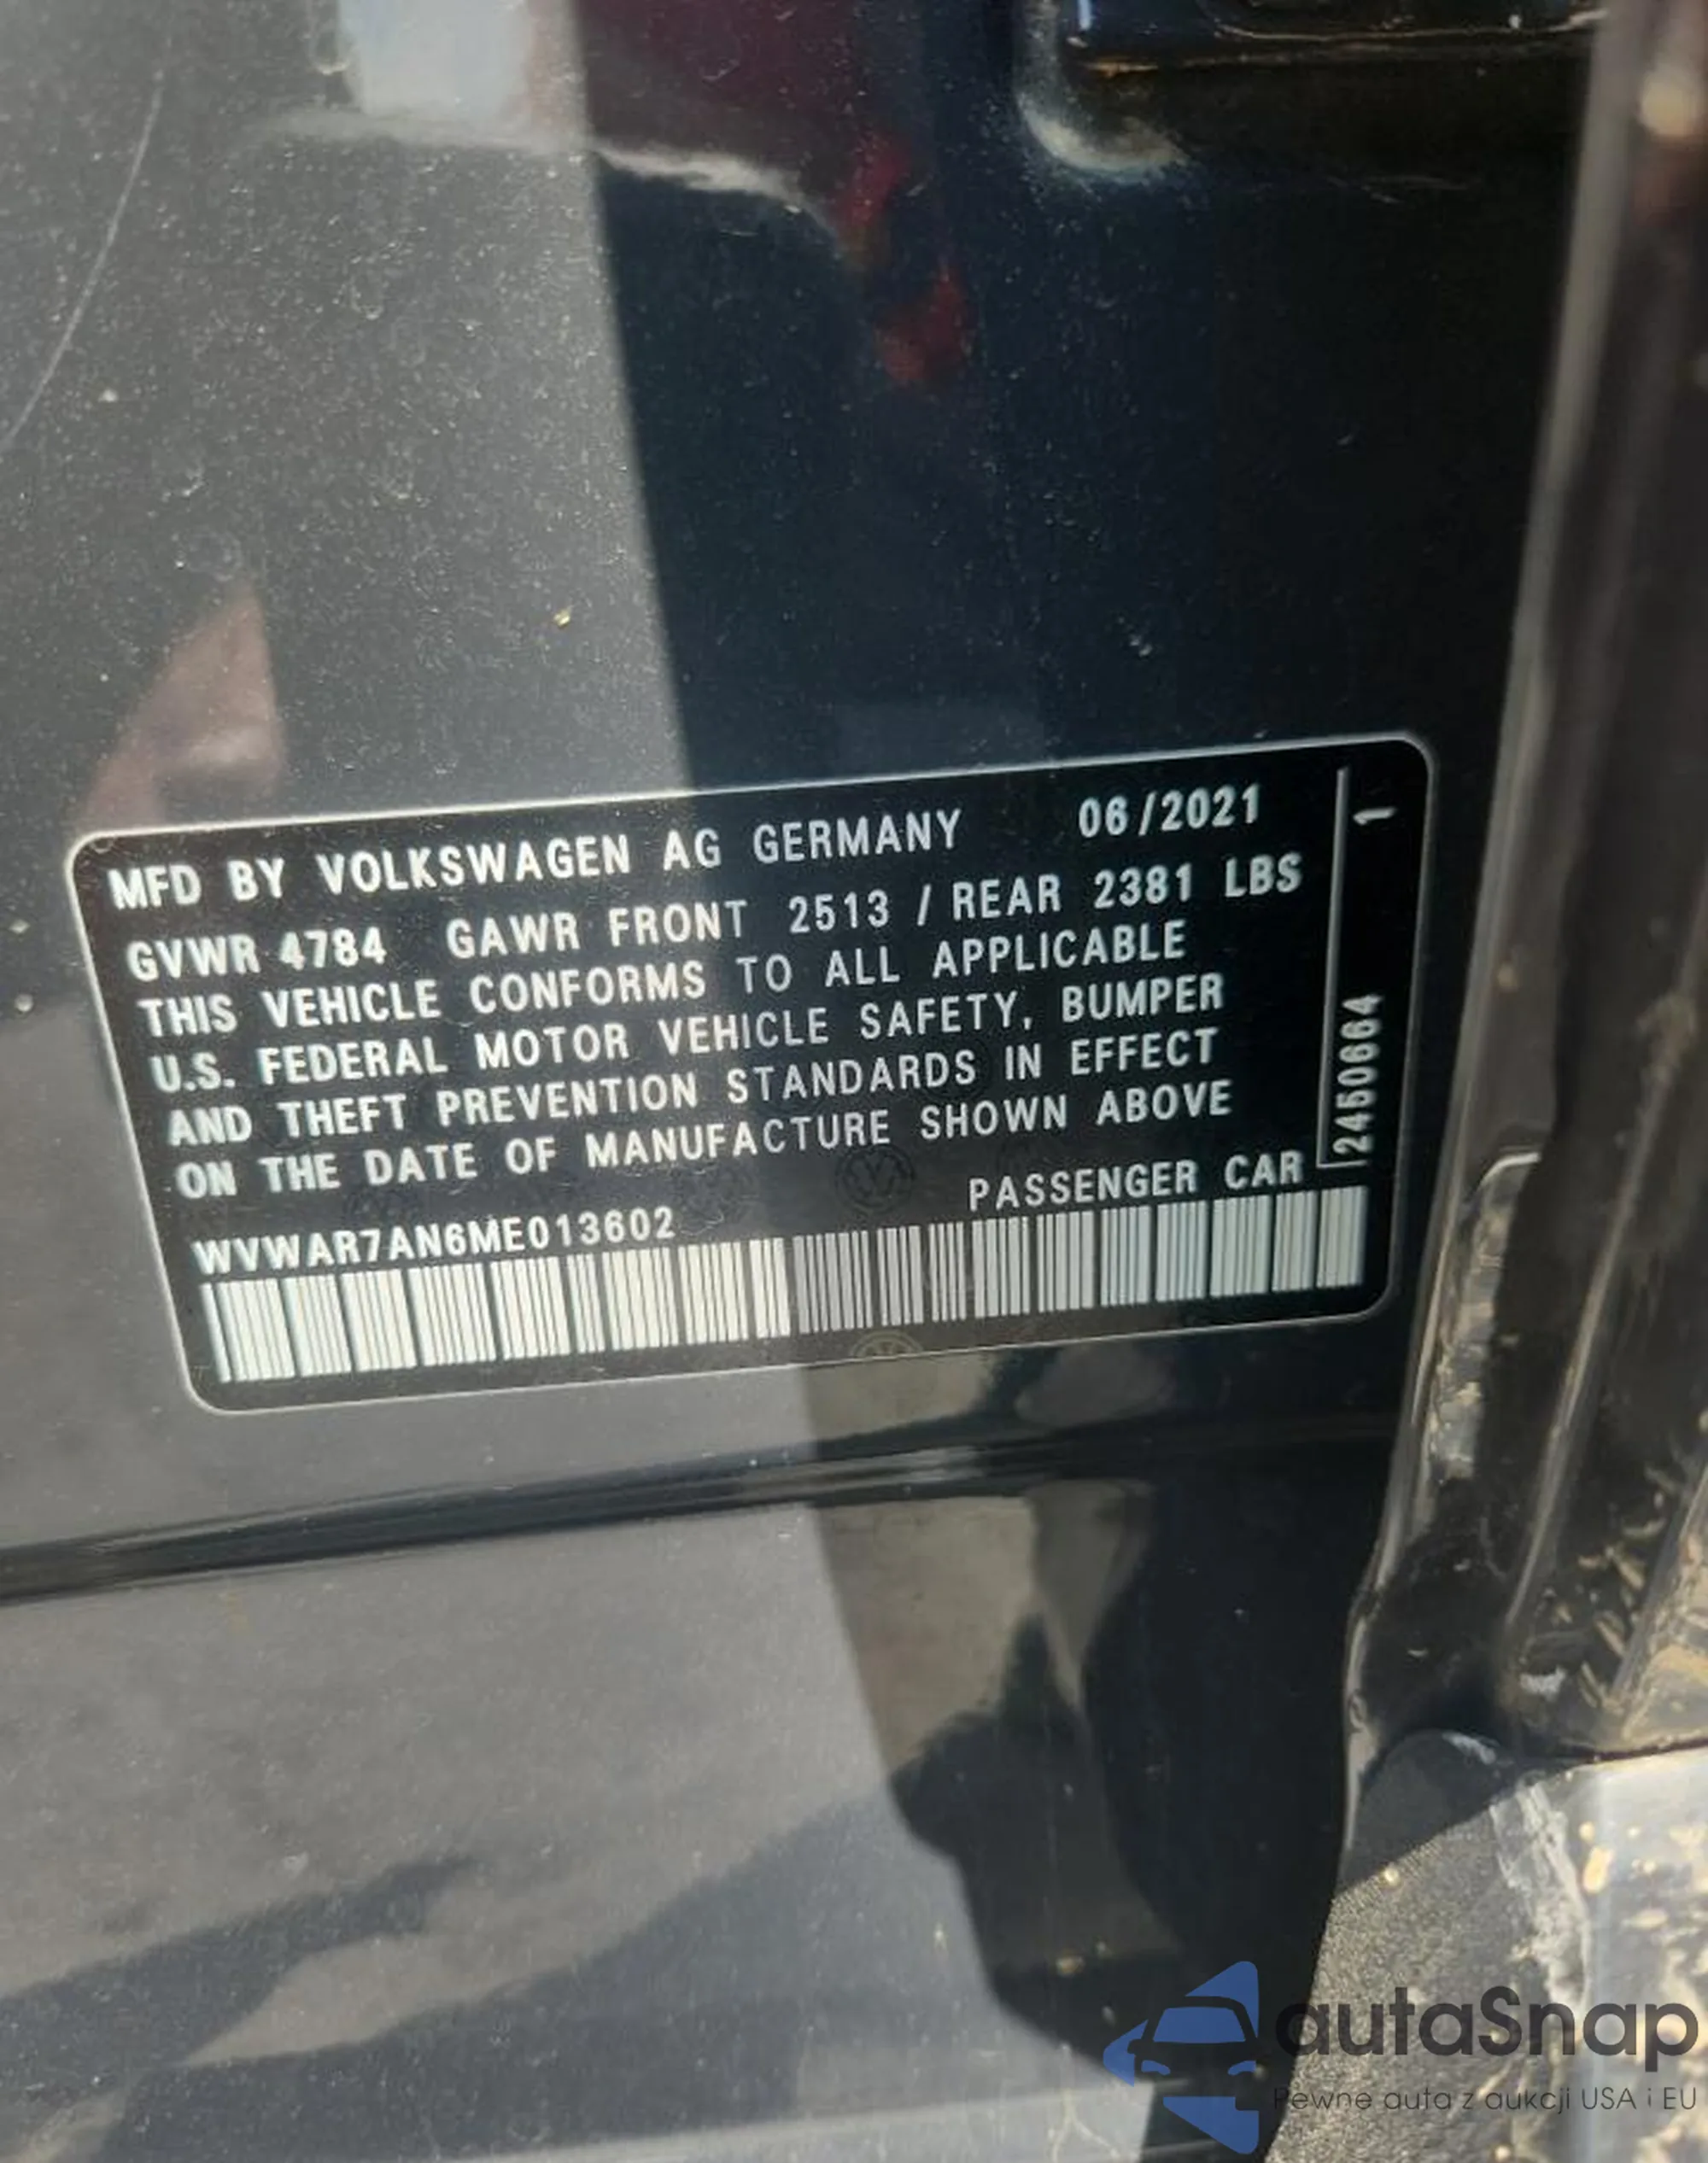 MFD BY VOLKSWAGEN AG GERMANY 06/2021
GVWR 4784 GAWR FRONT 2513 / REAR 2381 LBS
THIS VEHICLE CONFORMS TO ALL APPLICABLE
U.S. FEDERAL MOTOR VEHICLE SAFETY, BUMPER
AND THEFT PREVENTION STANDARDS IN EFFECT
ON THE DATE OF MANUFACTURE SHOWN ABOVE
WVWAR7AN6ME013602 PASSENGER CAR
2450664 1
autaSnap
Pewne auta z aukcji USA i EU